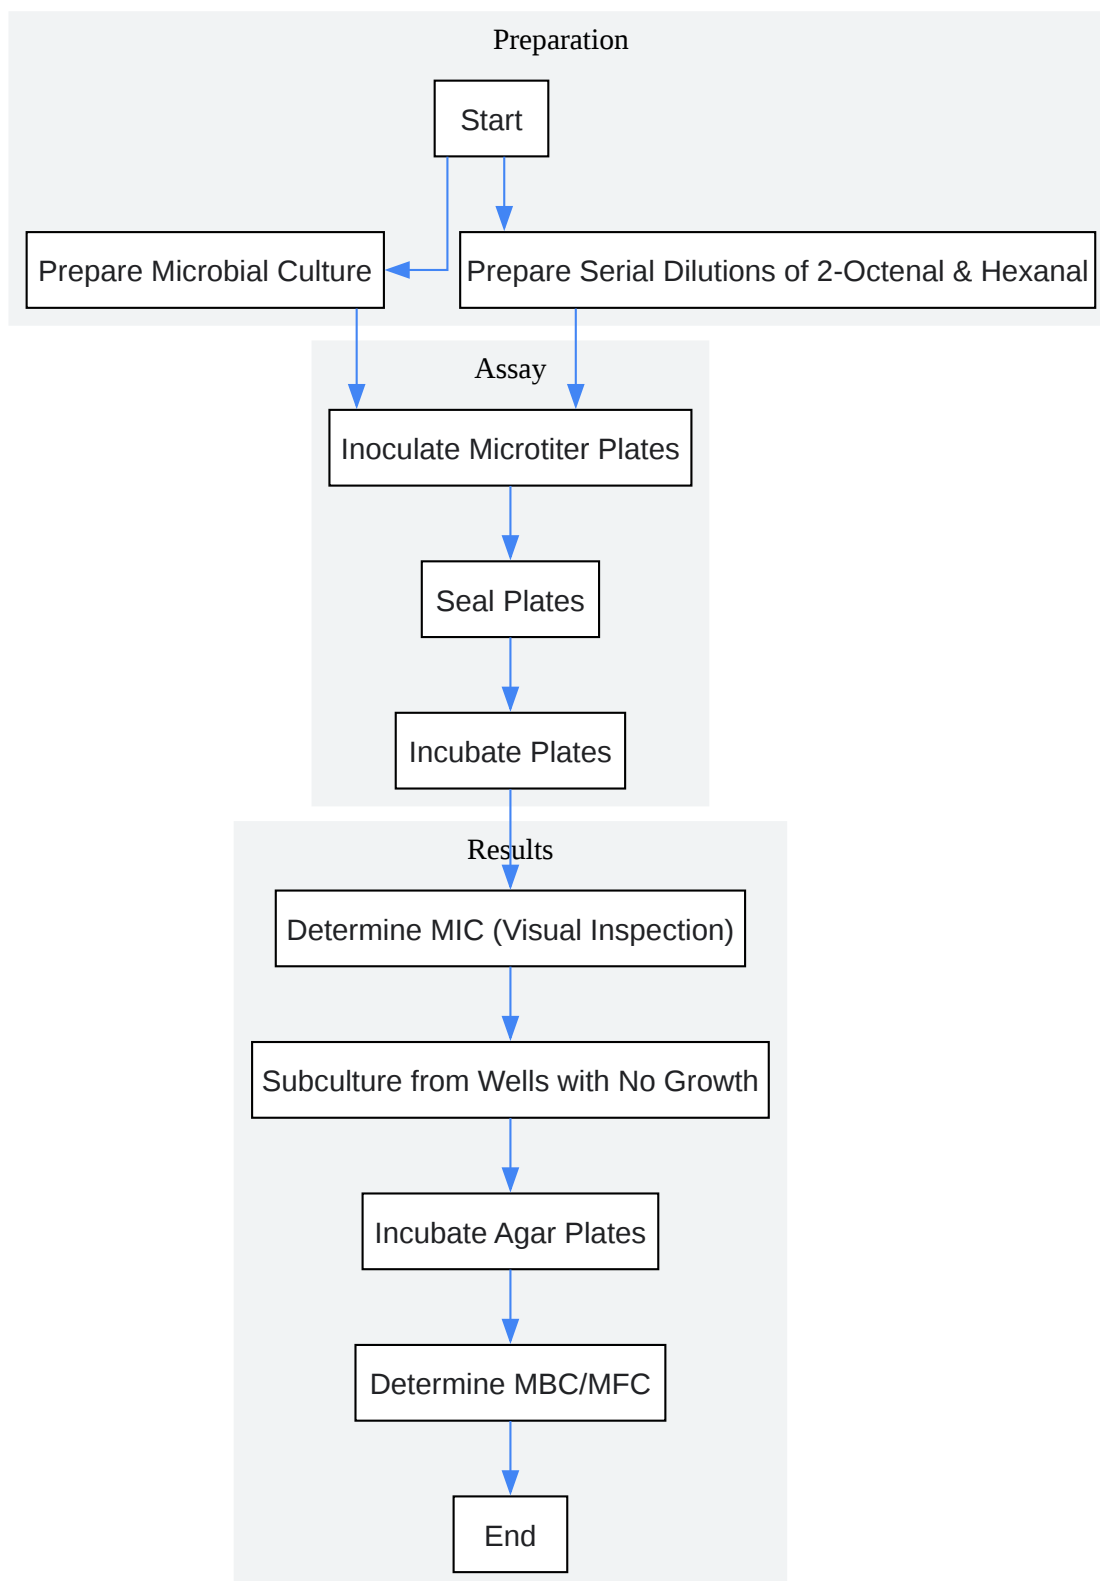 Preparation
Start
Prepare Microbial Culture
Prepare Serial Dilutions of 2-Octenal & Hexanal
Assay
Inoculate Microtiter Plates
Seal Plates
Incubate Plates
Results
Determine MIC (Visual Inspection)
Subculture from Wells with No Growth
Incubate Agar Plates
Determine MBC/MFC
End